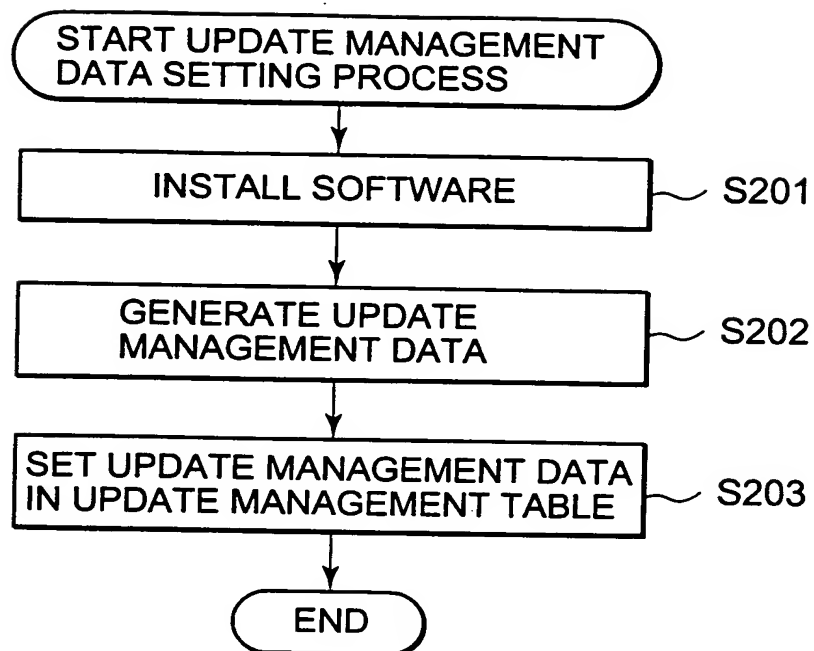 START UPDATE MANAGEMENT
DATA SETTING PROCESS
INSTALL SOFTWARE
S201
GENERATE UPDATE
MANAGEMENT DATA
S202
SET UPDATE MANAGEMENT DATA
IN UPDATE MANAGEMENT TABLE
S203
END